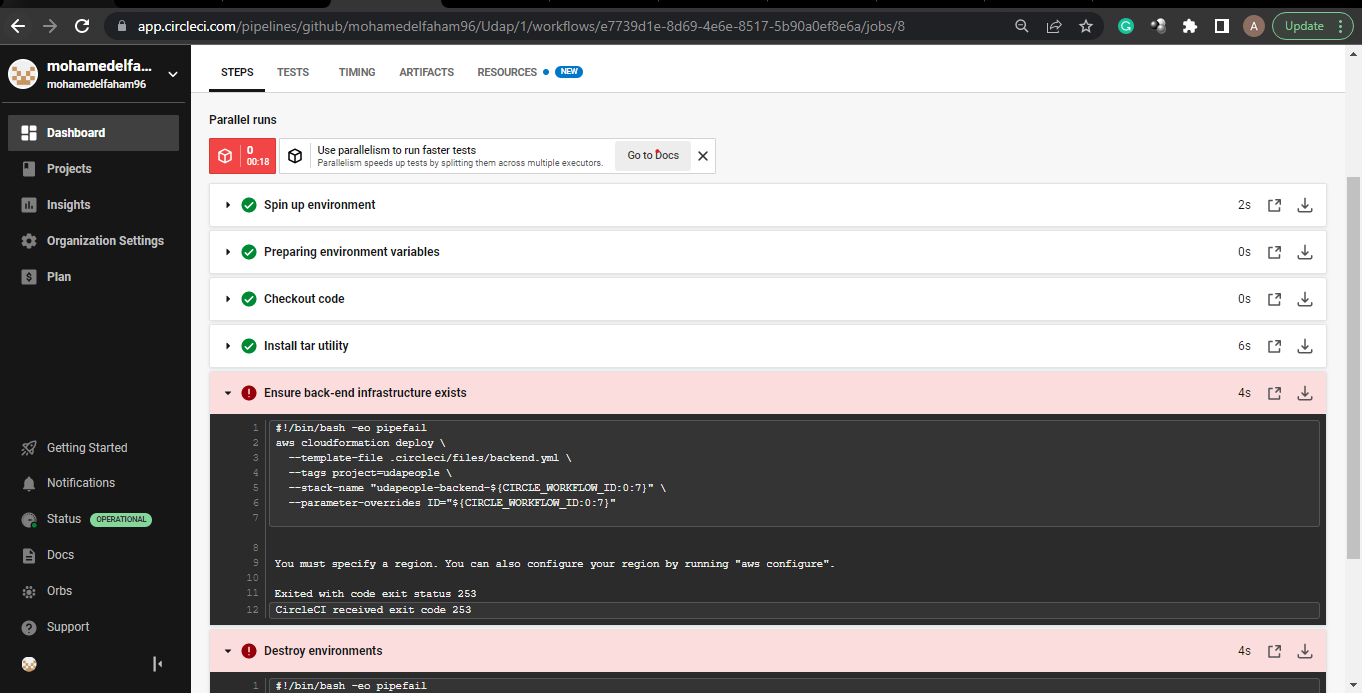 app.circleci.com/pipelines/github/mohamedelfaham96/Udap/1/workflows/e7739d1e-8d69-4e6e-8517-5b90a0ef8e6a/jobs/8
A
Update
mohamedelfa...
mohamedelfaham96
Dashboard
Projects
Insights
Organization Settings
Plan
Getting Started
Notifications
Status OPERATIONAL
Docs
Orbs
Support
STEPS TESTS TIMING ARTIFACTS RESOURCES NEW
Parallel runs
0
00:18
Use parallelism to run faster tests
Parallelism speeds up tests by splitting them across multiple executors.
Go to Docs
Spin up environment 2s
Preparing environment variables 0s
Checkout code 0s
Install tar utility 6s
Ensure back-end infrastructure exists 4s
1 #!/bin/bash -eo pipefail
2 aws cloudformation deploy \
3 --template-file .circleci/files/backend.yml \
4 --tags project=udapeople \
5 --stack-name "udapeople-backend-${CIRCLE_WORKFLOW_ID:0:7}" \
6 --parameter-overrides ID="${CIRCLE_WORKFLOW_ID:0:7}"
7
8
9 You must specify a region. You can also configure your region by running "aws configure".
10
11 Exited with code exit status 253
12 CircleCI received exit code 253
Destroy environments 4s
1 #!/bin/bash -eo pipefail